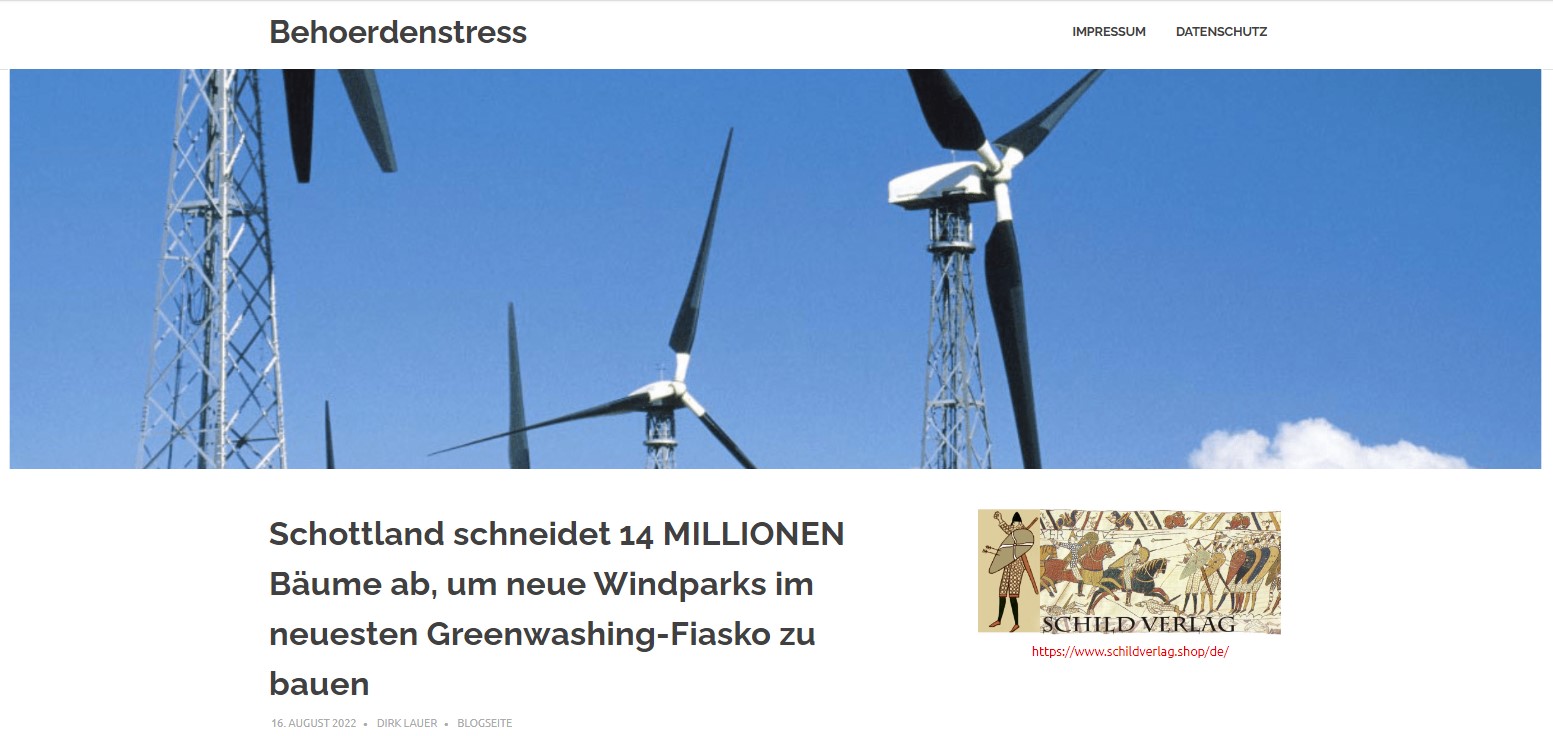 Behoerdenstress
IMPRESSUM DATENSCHUTZ
Schottland schneidet 14 MILLIONEN
Bäume ab, um neue Windparks im
neuesten Greenwashing-Fiasko zu
bauen
16. AUGUST 2022 • DIRK LAUER • BLOGSEITE
SCHILD VERLAG
https://www.schildverlag.shop/de/